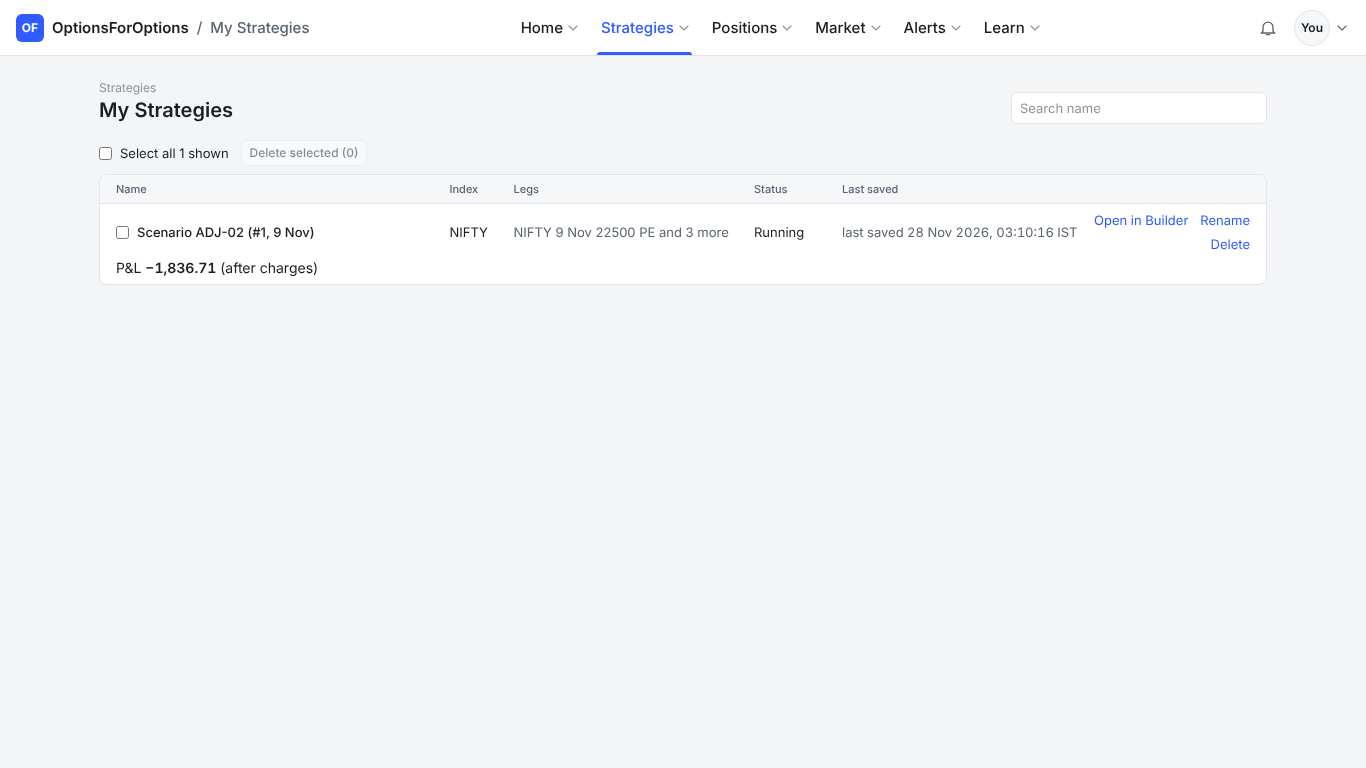 OF OptionsForOptions / My Strategies Home Strategies Positions Market Alerts Learn You
Strategies
My Strategies
Search name
Select all 1 shown Delete selected (0)
Name Index Legs Status Last saved
Scenario ADJ-02 (#1, 9 Nov) NIFTY NIFTY 9 Nov 22500 PE and 3 more Running last saved 28 Nov 2026, 03:10:16 IST Open in Builder Rename
Delete
P&L −1,836.71 (after charges)